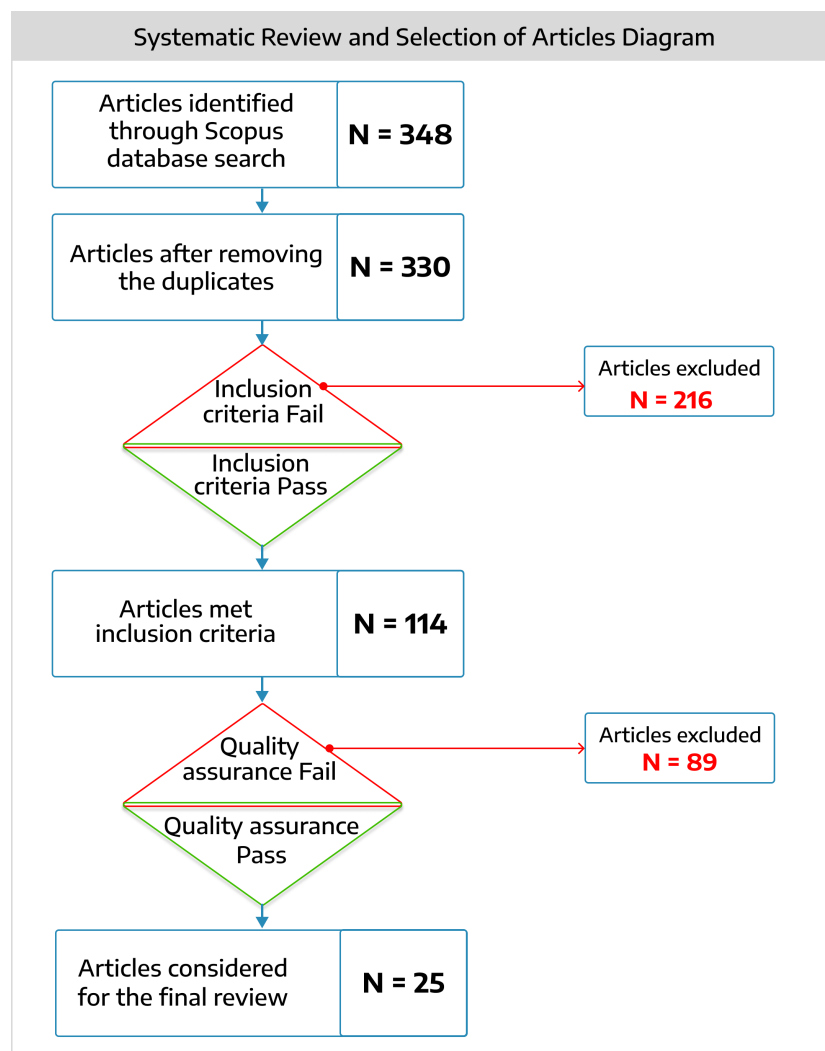 Systematic Review and Selection of Articles Diagram
Articles identified
through Scopus
database search
N = 348
Articles after removing
the duplicates
N = 330
Inclusion
criteria Fail
Articles excluded
N = 216
Inclusion
criteria Pass
Articles met
inclusion criteria
N = 114
Quality
assurance Fail
Articles excluded
N = 89
Quality assurance
Pass
Articles considered
for the final review
N = 25